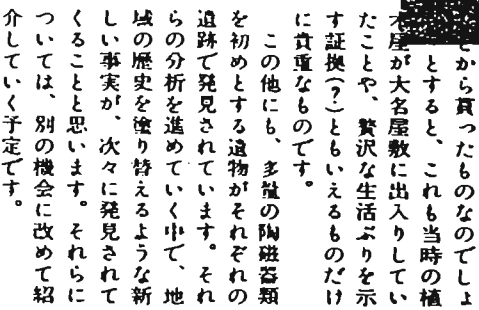 から貰ったものなのでしょ
とすると、これも当時の植
木屋が大名屋敷に出入りしてい
たことや、贅沢な生活ぶりを示
す証拠(?)ともいえるものだけ
に貴重なものです。
この他にも、多量の陶磁器類
を初めとする遺物がそれぞれの
遺跡で発見されています。それ
らの分析を進めていく中で、地
域の歴史を塗り替えるような新
しい事実が、次々に発見されて
くることと思います。それらに
ついては、別の機会に改めて紹
介していく予定です。